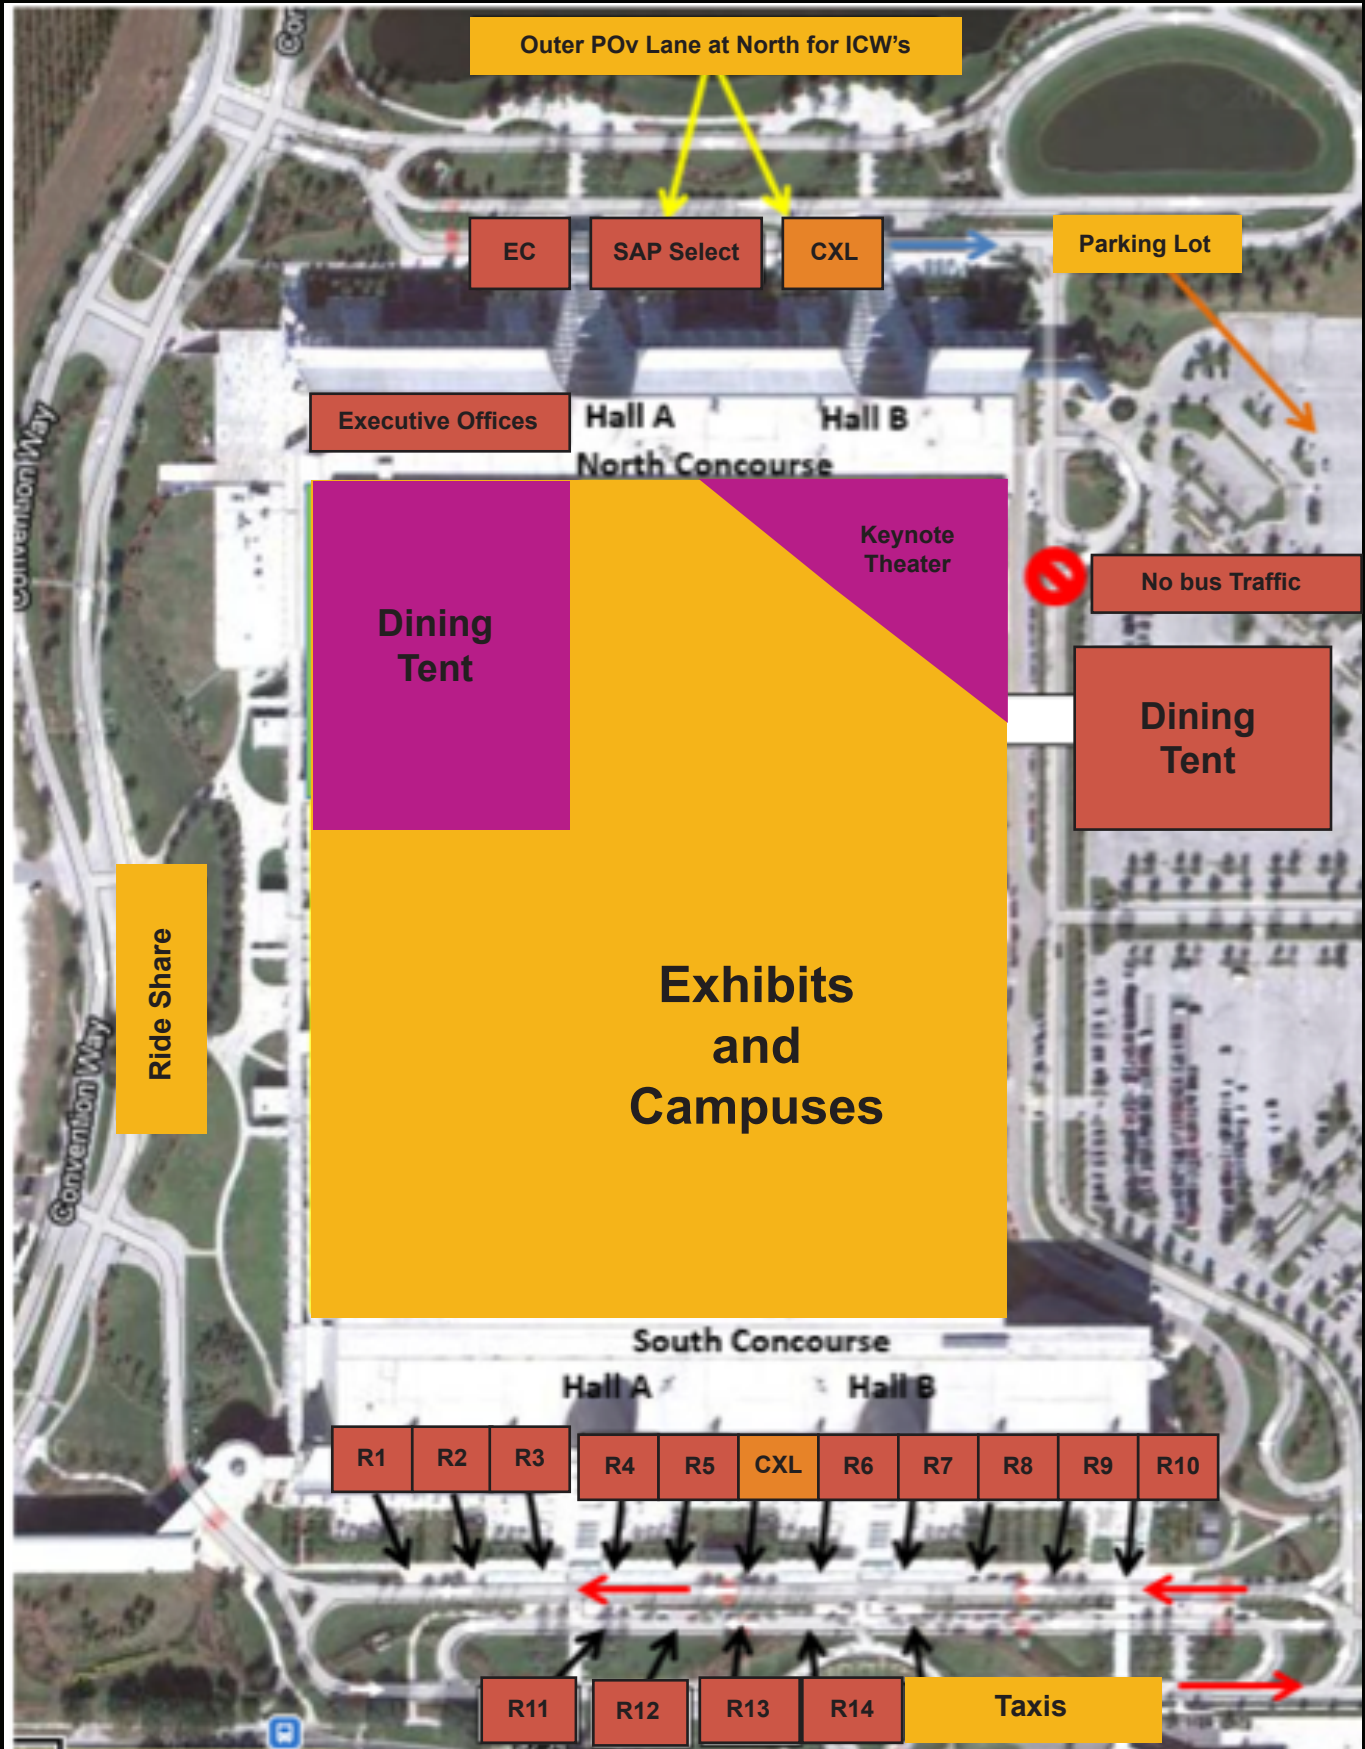 Con
Outer POv Lane at North for ICW's
EC
SAP Select
CXL
Parking Lot
Executive Offices
Hall A
Hall B
North Concourse
Convention Way
Keynote
Theater
No bus Traffic
Dining
Tent
Dining
Tent
Ride Share
Exhibits
and
Campuses
Convention Way
South Concourse
Hall A
Hall B
R1
R2
R3
R4
R5
CXL
R6
R7
R8
R9
R10
R11
R12
R13
R14
Taxis